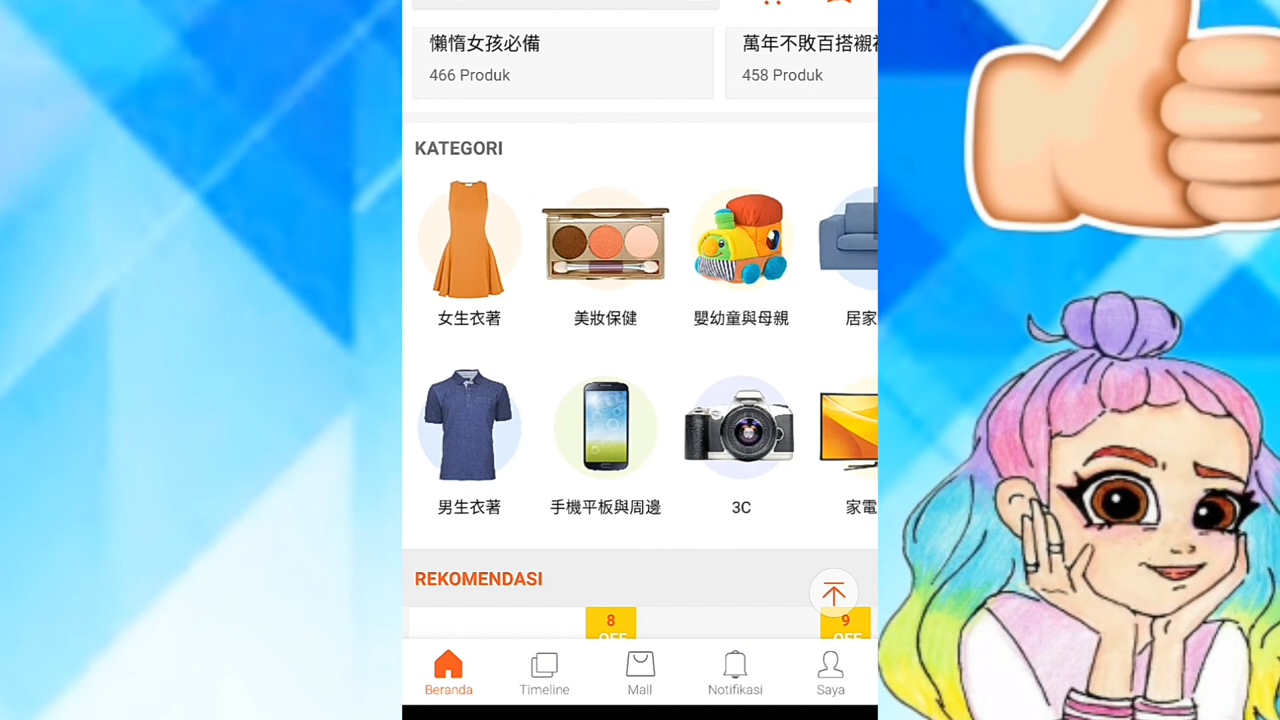 懶惰女孩必備
萬年不敗百搭襯
466 Produk
458 Produk
KATEGORI
女生衣著
美妝保健
嬰幼童與母親
居家
男生衣著
手機平板與周邊
3C
家電
REKOMENDASI
8
OFF
9
OFF
Beranda
Timeline
Mall
Notifikasi
Saya